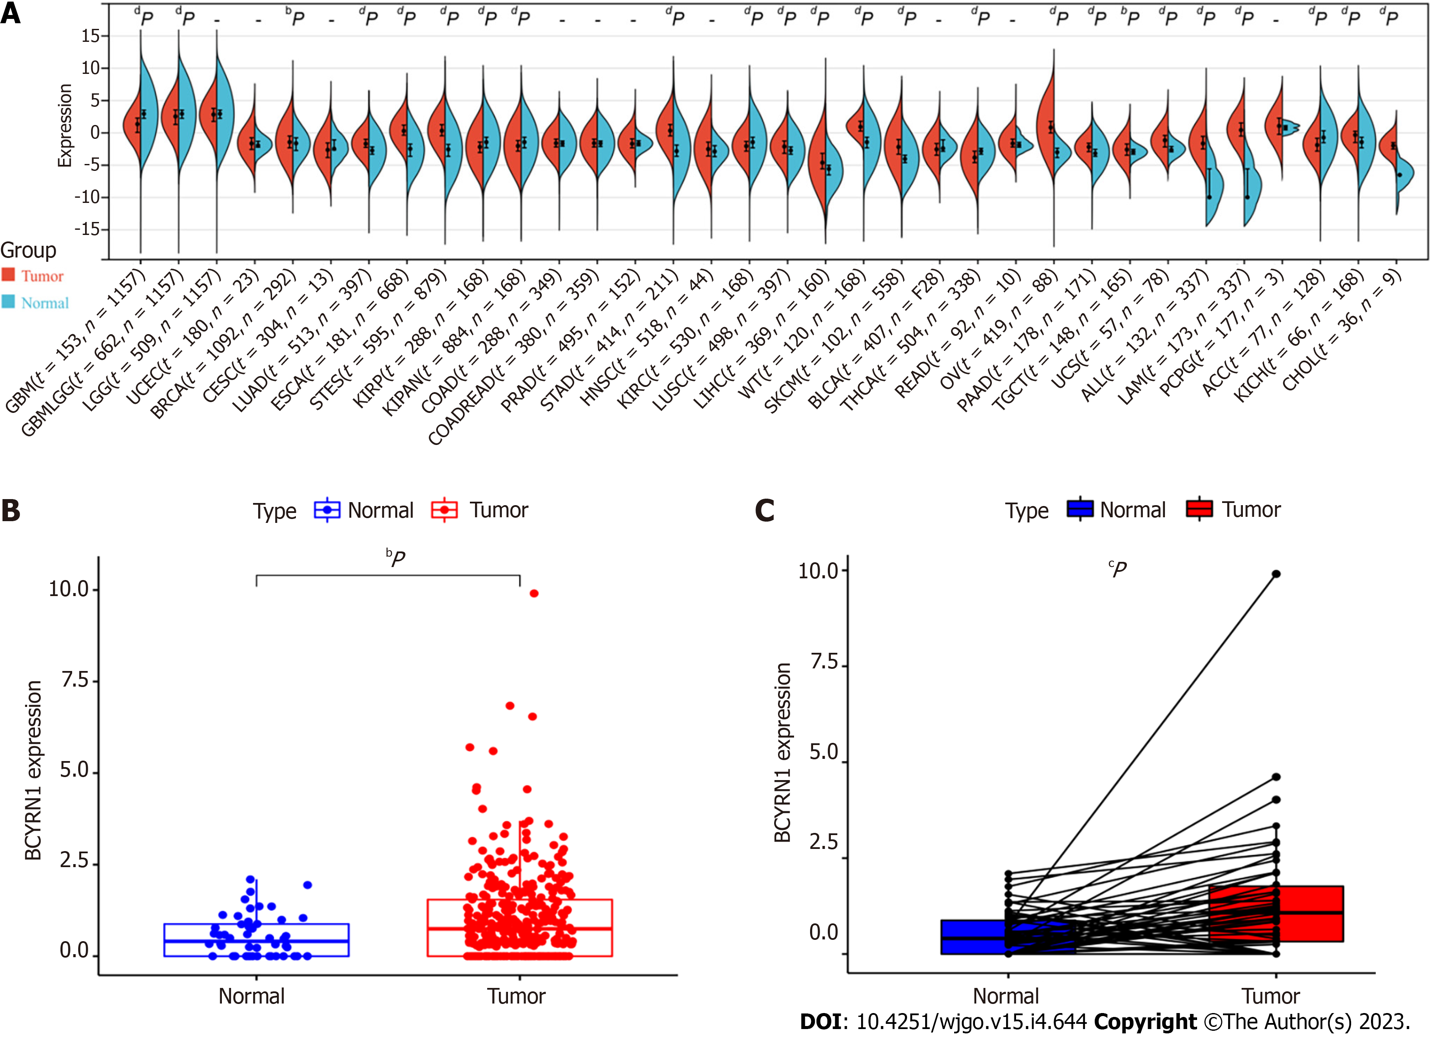 A
dP dP - - bP - dP dP dP dP dP - - - dP - dP dP dP dP dP - dP - dP dP bP dP dP dP - dP dP dP
Expression
15
10
5
0
-5
-10
-15
Group
Tumor
Normal
GBM(t = 153, n = 1157)
GBMLGG(t = 662, n = 1157)
LGG(t = 509, n = 1157)
UCEC(t = 180, n = 23)
BRCA(t = 1092, n = 292)
CESC(t = 304, n = 13)
LUAD(t = 513, n = 397)
ESCA(t = 181, n = 668)
STES(t = 595, n = 879)
KIRP(t = 288, n = 168)
KIPAN(t = 884, n = 168)
COAD(t = 288, n = 349)
COADREAD(t = 380, n = 359)
PRAD(t = 495, n = 152)
STAD(t = 414, n = 211)
HNSC(t = 518, n = 44)
KIRC(t = 530, n = 168)
LUSC(t = 498, n = 397)
LIHC(t = 369, n = 160)
WT(t = 120, n = 168)
SKCM(t = 102, n = 558)
BLCA(t = 407, n = F28)
THCA(t = 504, n = 338)
READ(t = 92, n = 10)
OV(t = 419, n = 88)
PAAD(t = 178, n = 171)
TGCT(t = 148, n = 165)
UCS(t = 57, n = 78)
ALL(t = 132, n = 337)
LAM(t = 173, n = 337)
PCPG(t = 177, n = 3)
ACC(t = 77, n = 128)
KICH(t = 66, n = 168)
CHOL(t = 36, n = 9)
B
Type Normal Tumor
bP
BCYRN1 expression
10.0
7.5
5.0
2.5
0.0
Normal Tumor
C
Type Normal Tumor
cP
BCYRN1 expression
10.0
7.5
5.0
2.5
0.0
Normal Tumor
DOI: 10.4251/wjgo.v15.i4.644 Copyright ©The Author(s) 2023.